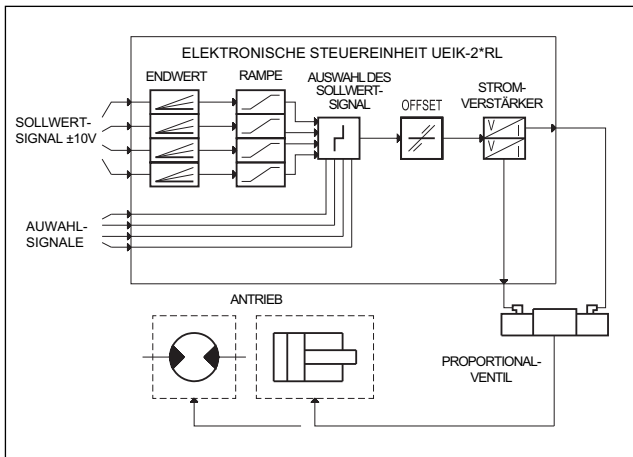 ELEKTRONISCHE STEUEREINHEIT UEIK-2*RL
ENDWERT
RAMPE
AUSWAHL DES
SOLLWERT-
SIGNAL
OFFSET
STROM-
VERSTÄRKER
SOLLWERT-
SIGNAL ±10V
V
I
V
I
AUWAHL-
SIGNALE
ANTRIEB
PROPORTIONAL-
VENTIL